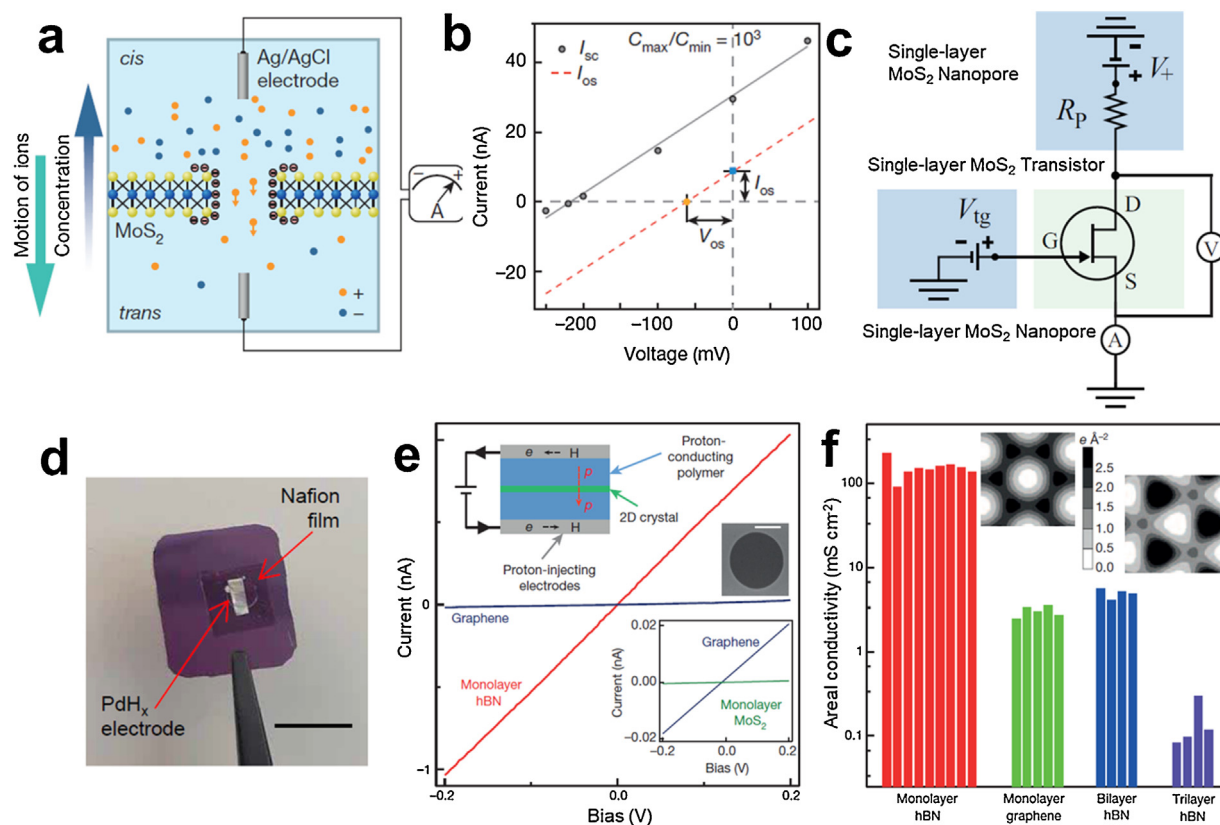 a
cis
Ag/AgCl
electrode
Motion of ions
Concentration
MoS2
trans
+
−
− +
A
b
Isc
Ios
Cmax/Cmin = 10³
Current (nA)
40
20
0
−20
Ios
Vos
−200
−100
0
100
Voltage (mV)
c
Single-layer
MoS2 Nanopore
−
+
V+
RP
Single-layer MoS2 Transistor
Vtg
− +
G
D
S
V
Single-layer MoS2 Nanopore
A
d
Nafion
film
PdHx
electrode
e
Current (nA)
1
0
−1
e H
p
p
e H
Proton-
conducting
polymer
2D crystal
Proton-injecting
electrodes
Graphene
Monolayer
hBN
Current (nA)
0.02
0.00
−0.02
Graphene
Monolayer
MoS2
−0.2
0.0
0.2
Bias (V)
−0.2
0.0
0.2
Bias (V)
f
Areal conductivity (mS cm⁻²)
100
10
1
0.1
e Å⁻²
2.5
2.0
1.5
1.0
0.5
0.0
Monolayer
hBN
Monolayer
graphene
Bilayer
hBN
Trilayer
hBN